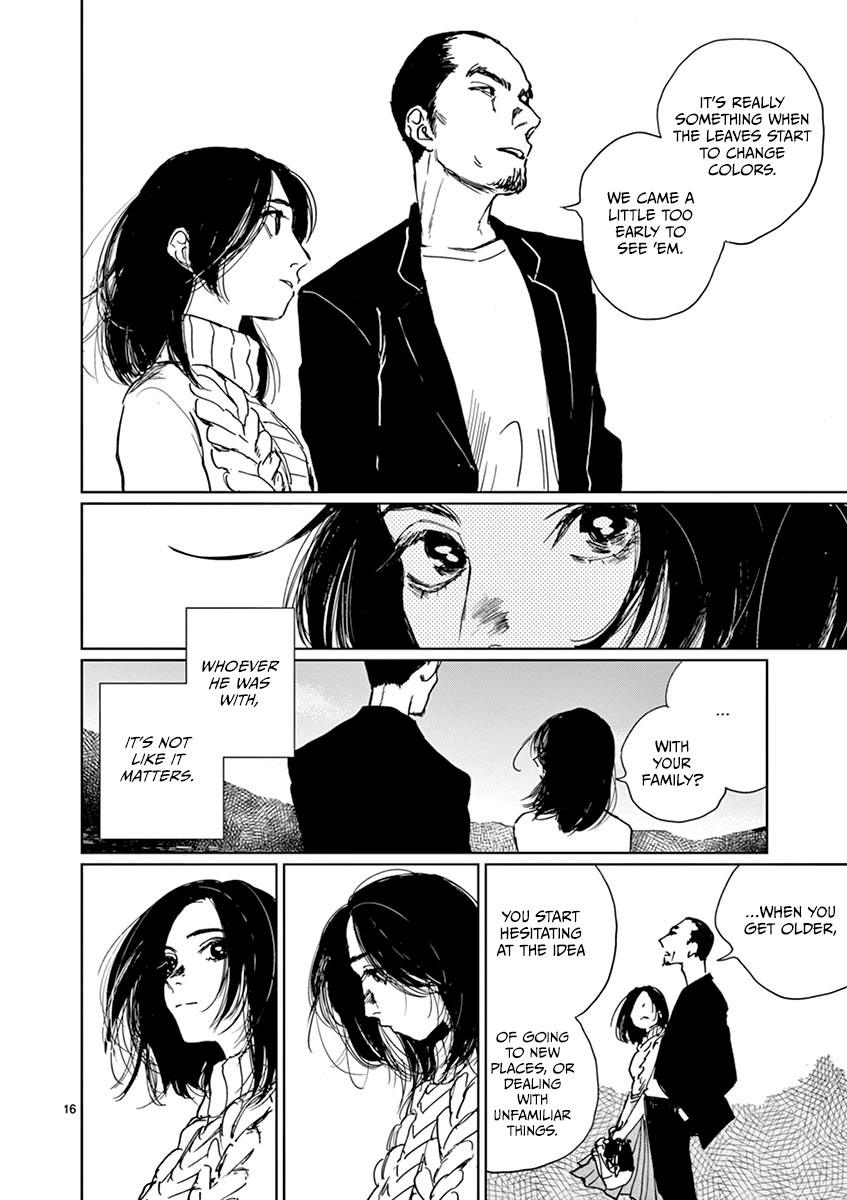 IT'S REALLY
SOMETHING WHEN
THE LEAVES START
TO CHANGE
COLORS.
WE CAME A
LITTLE TOO
EARLY TO
SEE 'EM.
WHOEVER
HE WAS
WITH,
IT'S NOT
LIKE IT
MATTERS.
...
WITH
YOUR
FAMILY?
...WHEN YOU
GET OLDER,
YOU START
HESITATING
AT THE IDEA
OF GOING
TO NEW
PLACES, OR
DEALING
WITH
UNFAMILIAR
THINGS.
16